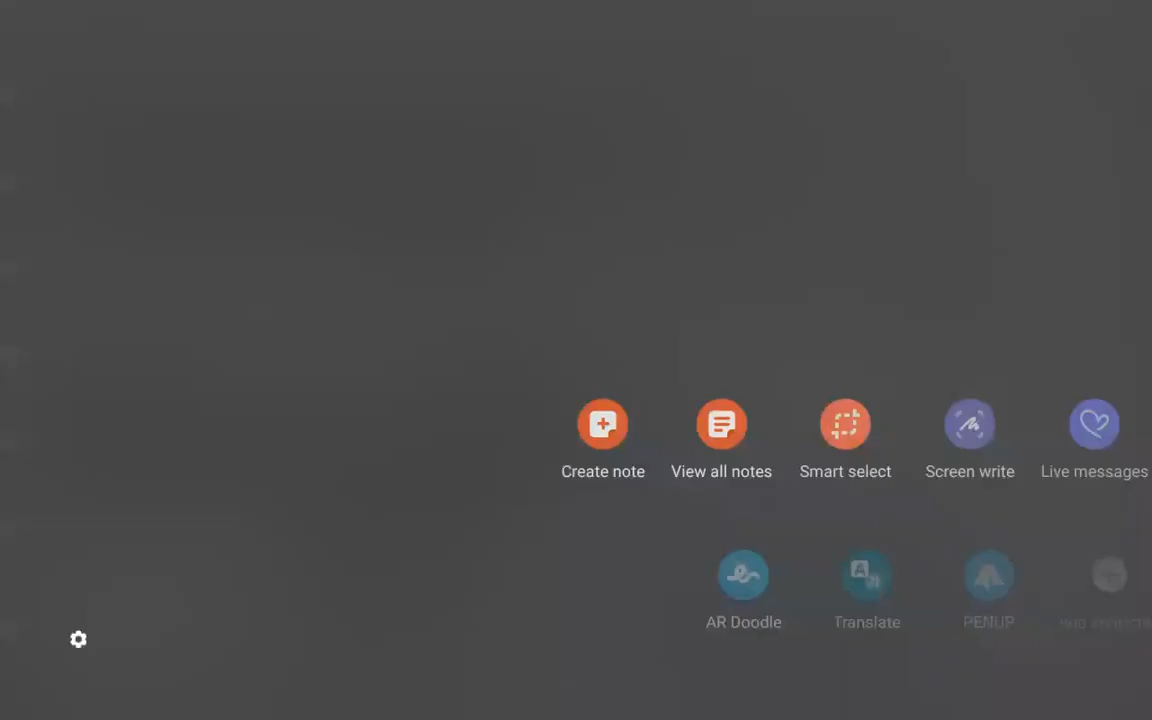 Create note
View all notes
Smart select
Screen write
Live messages
AR Doodle
Translate
PENUP